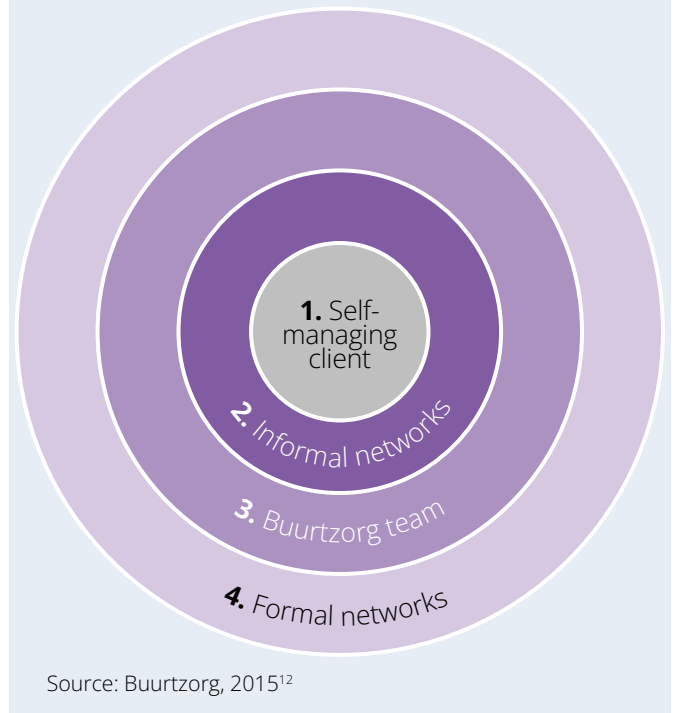 1. Self-
managing
client
2. Informal networks
3. Buurtzorg team
4. Formal networks
Source: Buurtzorg, 2015¹²